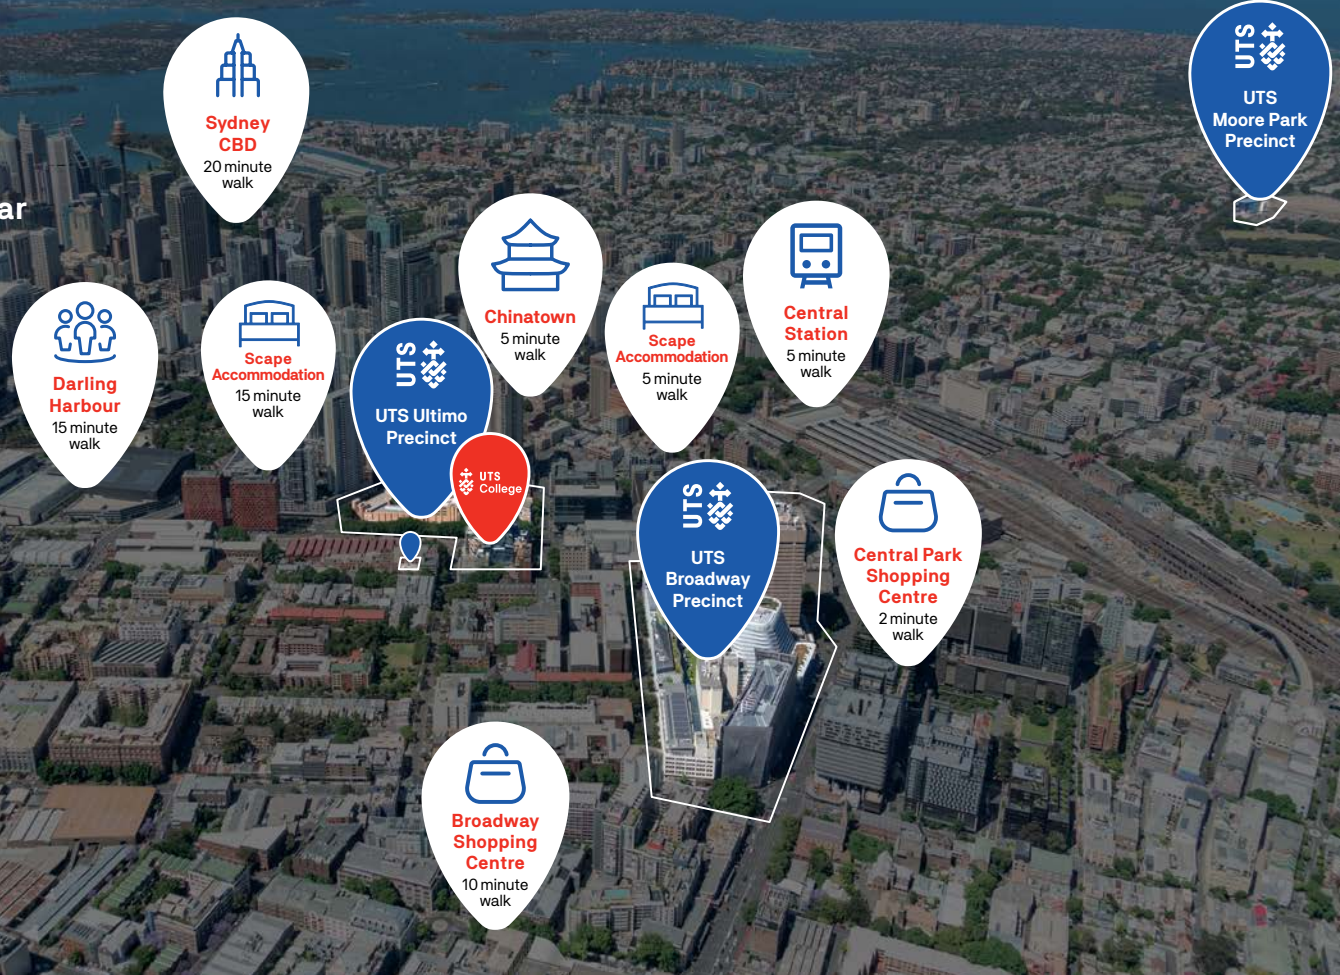 UTS
UTS
Moore Park
Precinct
Sydney
CBD
20 minute
walk
ar
Chinatown
5 minute
walk
Central
Station
5 minute
walk
Scape
Accommodation
5 minute
walk
Darling
Harbour
15 minute
walk
Scape
Accommodation
15 minute
walk
UTS
UTS Ultimo
Precinct
UTS
College
UTS
UTS
Broadway
Precinct
Central Park
Shopping
Centre
2 minute
walk
Broadway
Shopping
Centre
10 minute
walk